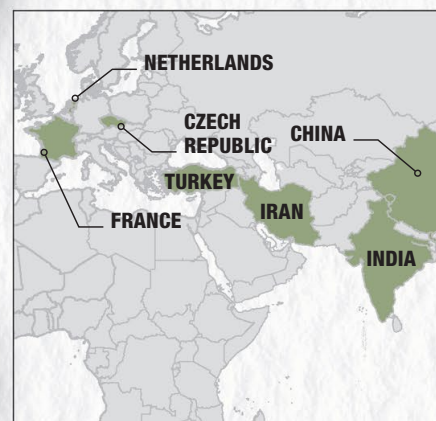 NETHERLANDS
CZECH
REPUBLIC
CHINA
TURKEY
FRANCE
IRAN
INDIA